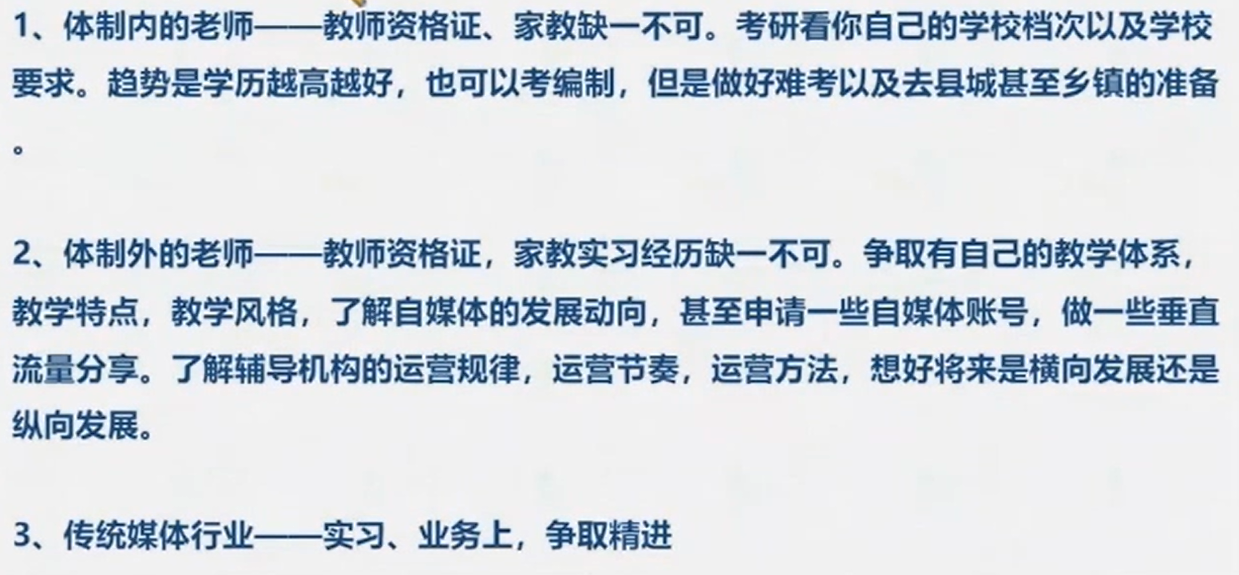 1、体制内的老师——教师资格证、家教缺一不可。考研看你自己的学校档次以及学校
要求。趋势是学历越高越好，也可以考编制，但是做好难考以及去县城甚至乡镇的准备
。
2、体制外的老师——教师资格证，家教实习经历缺一不可。争取有自己的教学体系，
教学特点，教学风格，了解自媒体的发展动向，甚至申请一些自媒体账号，做一些垂直
流量分享。了解辅导机构的运营规律，运营节奏，运营方法，想好将来是横向发展还是
纵向发展。
3、传统媒体行业——实习、业务上，争取精进